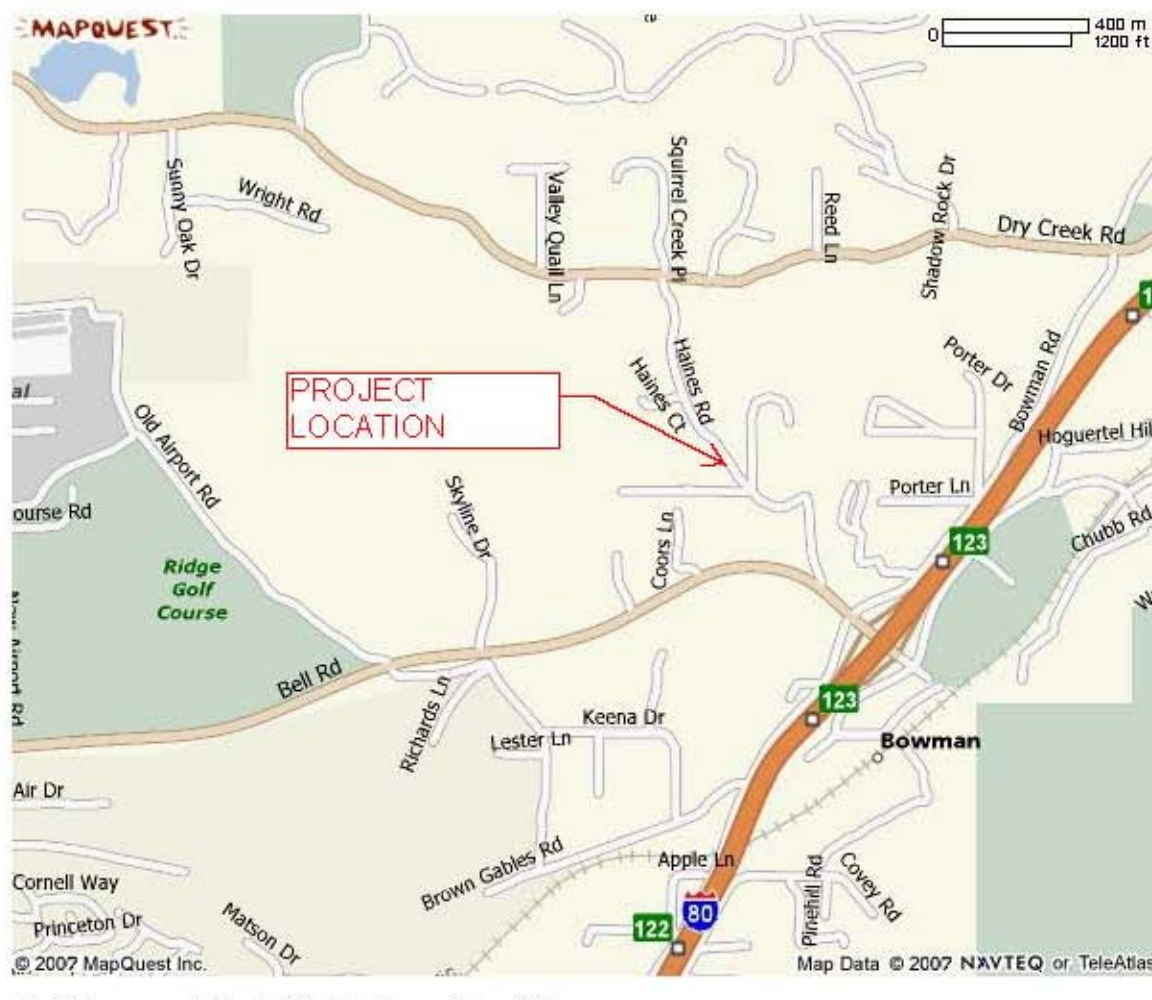 MAPQUEST
400 m
0
1200 ft
Sunny Oak Dr
Wright Rd
Valley Quail Ln
Squirrel Creek Pl
Reed Ln
Shadow Rock Dr
Dry Creek Rd
Haines Rd
Haines Ct
Porter Dr
Bowman Rd
PROJECT
LOCATION
al
Old Airport Rd
Hoguertel Hil
Porter Ln
ourse Rd
Skyline Dr
Coors Ln
123
Chubb Rd
Ridge
Golf
Course
Bell Rd
Richards Ln
123
Keena Dr
Lester Ln
Bowman
Air Dr
Brown Gables Rd
Apple Ln
Pinehill Rd
Covey Rd
Cornell Way
Princeton Dr
Matson Dr
122
80
© 2007 MapQuest Inc.
Map Data © 2007 NAVTEQ or TeleAtlas